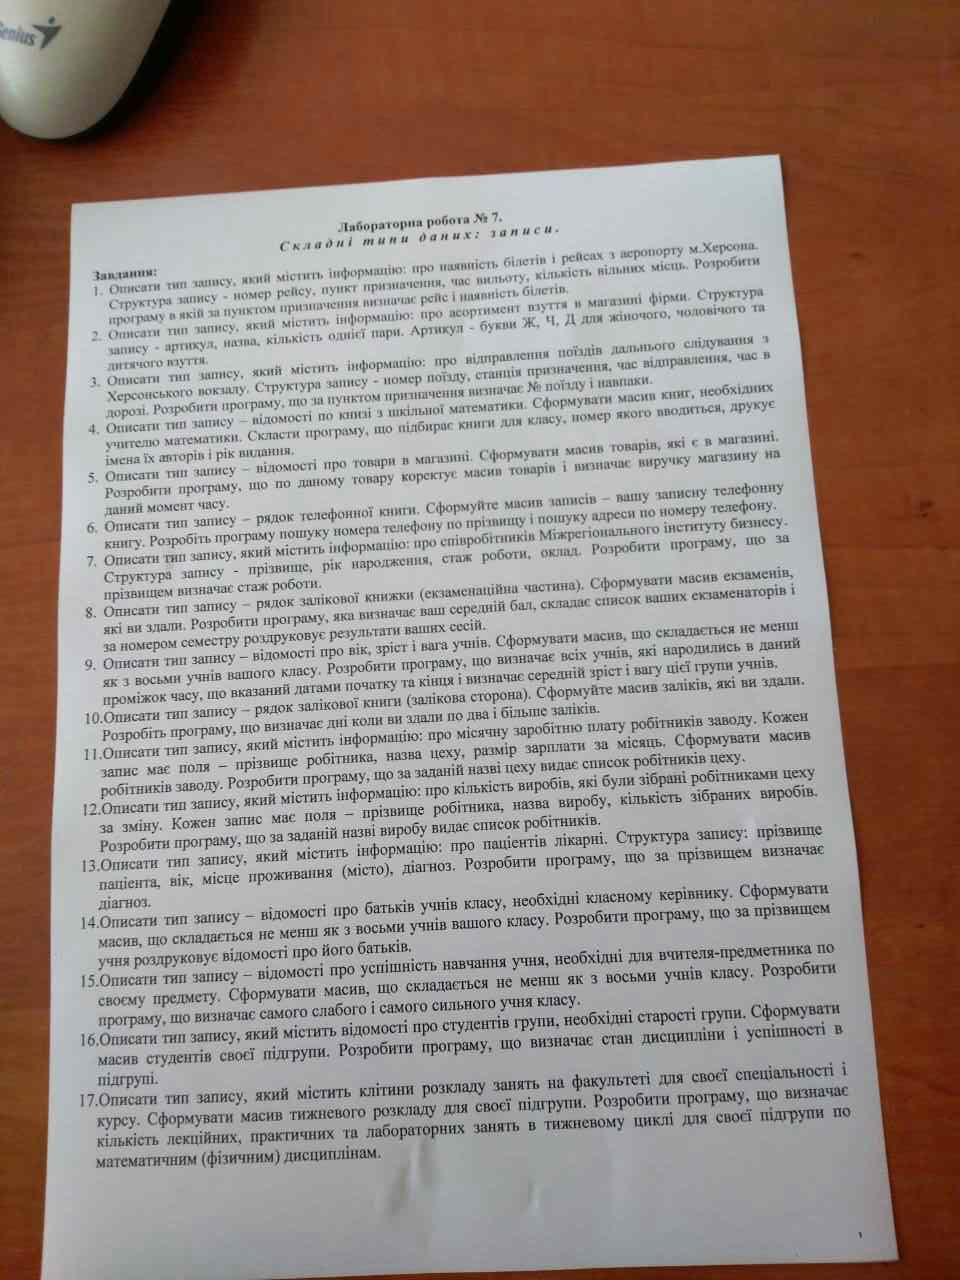 Genius
Лабораторна робота № 7.
Складні типи даних: записи.
Завдання:
1. Описати тип запису, який містить інформацію: про наявність білетів і рейсах з аеропорту м.Херсона.
Структура запису - номер рейсу, пункт призначення, час вильоту, кількість вільних місць. Розробити
програму в якій за пунктом призначення визначає рейс і наявність білетів.
2. Описати тип запису, який містить інформацію: про асортимент взуття в магазині фірми. Структура
запису - артикул, назва, кількість однієї пари. Артикул - букви Ж, Ч, Д для жіночого, чоловічого та
дитячого взуття.
3. Описати тип запису, який містить інформацію: про відправлення поїздів дальнього слідування з
Херсонського вокзалу. Структура запису - номер поїзду, станція призначення, час відправлення, час в
дорозі. Розробити програму, що за пунктом призначення визначає № поїзду і навпаки.
4. Описати тип запису – відомості по книзі з шкільної математики. Сформувати масив книг, необхідних
учителю математики. Скласти програму, що підбирає книги для класу, номер якого вводиться, друкує
імена їх авторів і рік видання.
5. Описати тип запису – відомості про товари в магазині. Сформувати масив товарів, які є в магазині.
Розробити програму, що по даному товару коректує масив товарів і визначає виручку магазину на
даний момент часу.
6. Описати тип запису – рядок телефонної книги. Сформуйте масив записів – вашу записну телефонну
книгу. Розробіть програму пошуку номера телефону по прізвищу і пошуку адреси по номеру телефону.
7. Описати тип запису, який містить інформацію: про співробітників Міжрегіонального інституту бізнесу.
Структура запису - прізвище, рік народження, стаж роботи, оклад. Розробити програму, що за
прізвищем визначає стаж роботи.
8. Описати тип запису – рядок залікової книжки (екзаменаційна частина). Сформувати масив екзаменів,
які ви здали. Розробити програму, яка визначає ваш середній бал, складає список ваших екзаменаторів і
за номером семестру роздруковує результати ваших сесій.
9. Описати тип запису – відомості про вік, зріст і вага учнів. Сформувати масив, що складається не менш
як з восьми учнів вашого класу. Розробити програму, що визначає всіх учнів, які народились в даний
проміжок часу, що вказаний датами початку та кінця і визначає середній зріст і вагу цієї групи учнів.
10.Описати тип запису – рядок залікової книги (залікова сторона). Сформуйте масив заліків, які ви здали.
Розробіть програму, що визначає дні коли ви здали по два і більше заліків.
11.Описати тип запису, який містить інформацію: про місячну заробітню плату робітників заводу. Кожен
запис має поля – прізвище робітника, назва цеху, размір зарплати за місяць. Сформувати масив
робітників заводу. Розробити програму, що за заданій назві цеху видає список робітників цеху.
12.Описати тип запису, який містить інформацію: про кількість виробів, які були зібрані робітниками цеху
за зміну. Кожен запис має поля – прізвище робітника, назва виробу, кількість зібраних виробів.
Розробити програму, що за заданій назві виробу видає список робітників.
13.Описати тип запису, який містить інформацію: про пацієнтів лікарні. Структура запису: прізвище
пацієнта, вік, місце проживання (місто), діагноз. Розробити програму, що за прізвищем визначає
діагноз.
14.Описати тип запису – відомості про батьків учнів класу, необхідні класному керівнику. Сформувати
масив, що складається не менш як з восьми учнів вашого класу. Розробити програму, що за прізвищем
учня роздруковує відомості про його батьків.
15.Описати тип запису – відомості про успішність навчання учня, необхідні для вчителя-предметника по
своєму предмету. Сформувати масив, що складається не менш як з восьми учнів класу. Розробити
програму, що визначає самого слабого і самого сильного учня класу.
16.Описати тип запису, який містить відомості про студентів групи, необхідні старості групи. Сформувати
масив студентів своєї підгрупи. Розробити програму, що визначає стан дисципліни і успішності в
підгрупі.
17.Описати тип запису, який містить клітини розкладу занять на факультеті для своєї спеціальності і
курсу. Сформувати масив тижневого розкладу для своєї підгрупи. Розробити програму, що визначає
кількість лекційних, практичних та лабораторних занять в тижневому циклі для своєї підгрупи по
математичним (фізичним) дисциплінам.
1